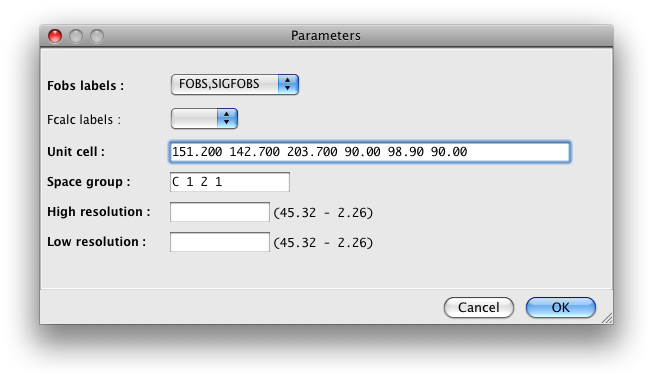 Parameters
Fobs labels : FOBS,SIGFOBS
Fcalc labels :
Unit cell : 151.200 142.700 203.700 90.00 98.90 90.00
Space group : C 1 2 1
High resolution : (45.32 - 2.26)
Low resolution : (45.32 - 2.26)
Cancel OK